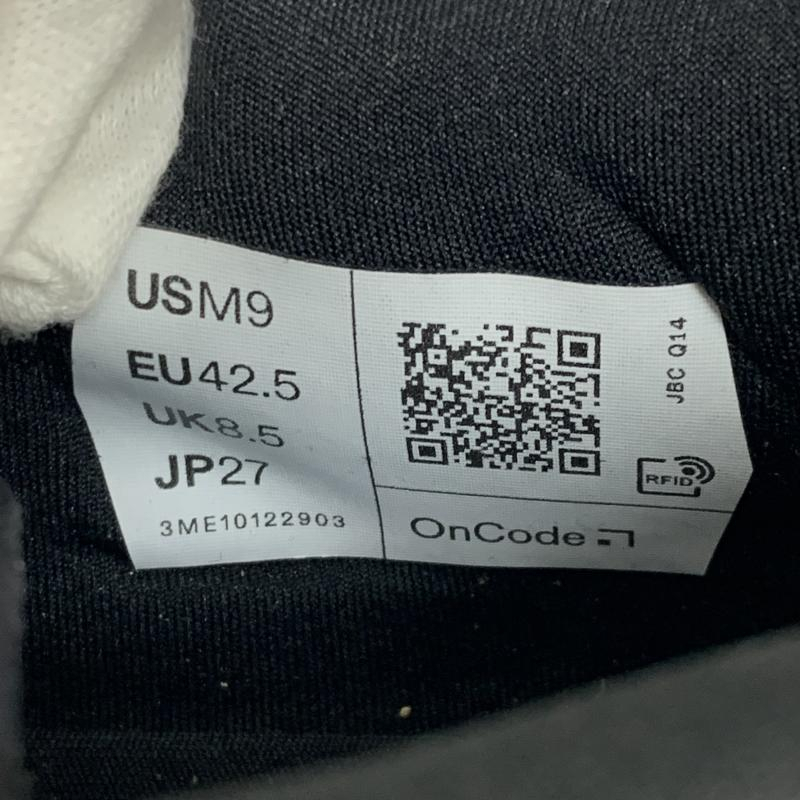 USM9
EU42.5
UK8.5
JP27
3ME10122903
JBC Q14
RFID
OnCode